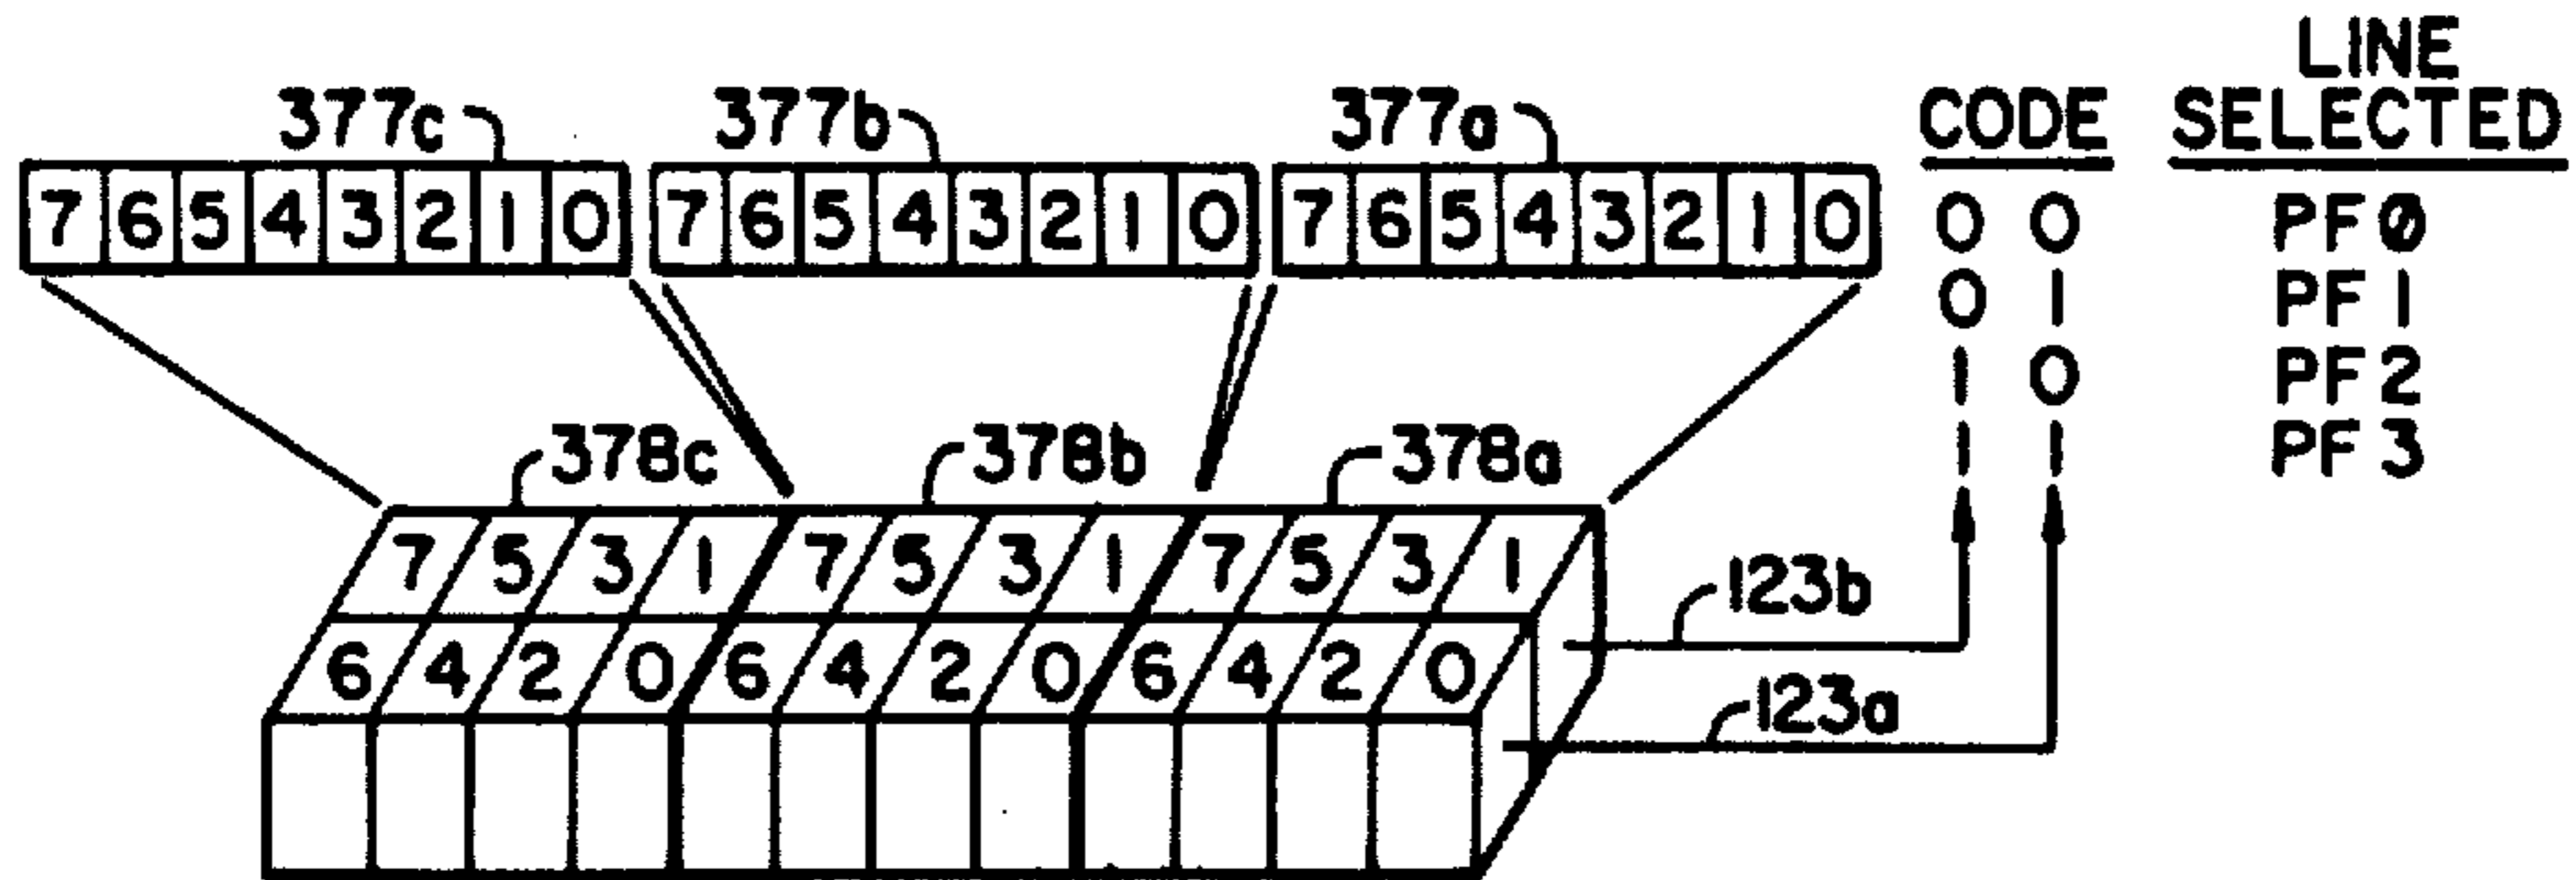 LINE
CODE SELECTED
377c 377b 377a
7 6 5 4 3 2 1 0 7 6 5 4 3 2 1 0 7 6 5 4 3 2 1 0
0 0 PF0
0 1 PF1
1 0 PF2
1 1 PF3
378c 378b 378a
7 5 3 1 7 5 3 1 7 5 3 1
6 4 2 0 6 4 2 0 6 4 2 0
123b
123a